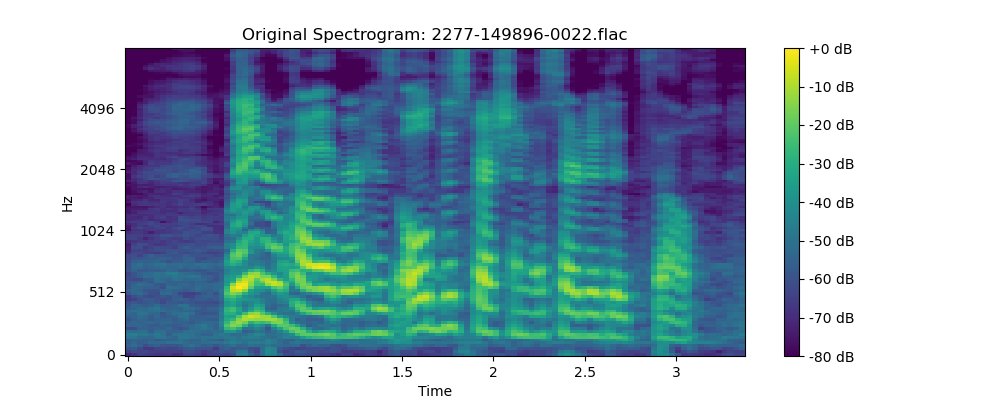 Original Spectrogram: 2277-149896-0022.flac
Hz
4096
2048
1024
512
0
0 0.5 1 1.5 2 2.5 3
Time
+0 dB
-10 dB
-20 dB
-30 dB
-40 dB
-50 dB
-60 dB
-70 dB
-80 dB